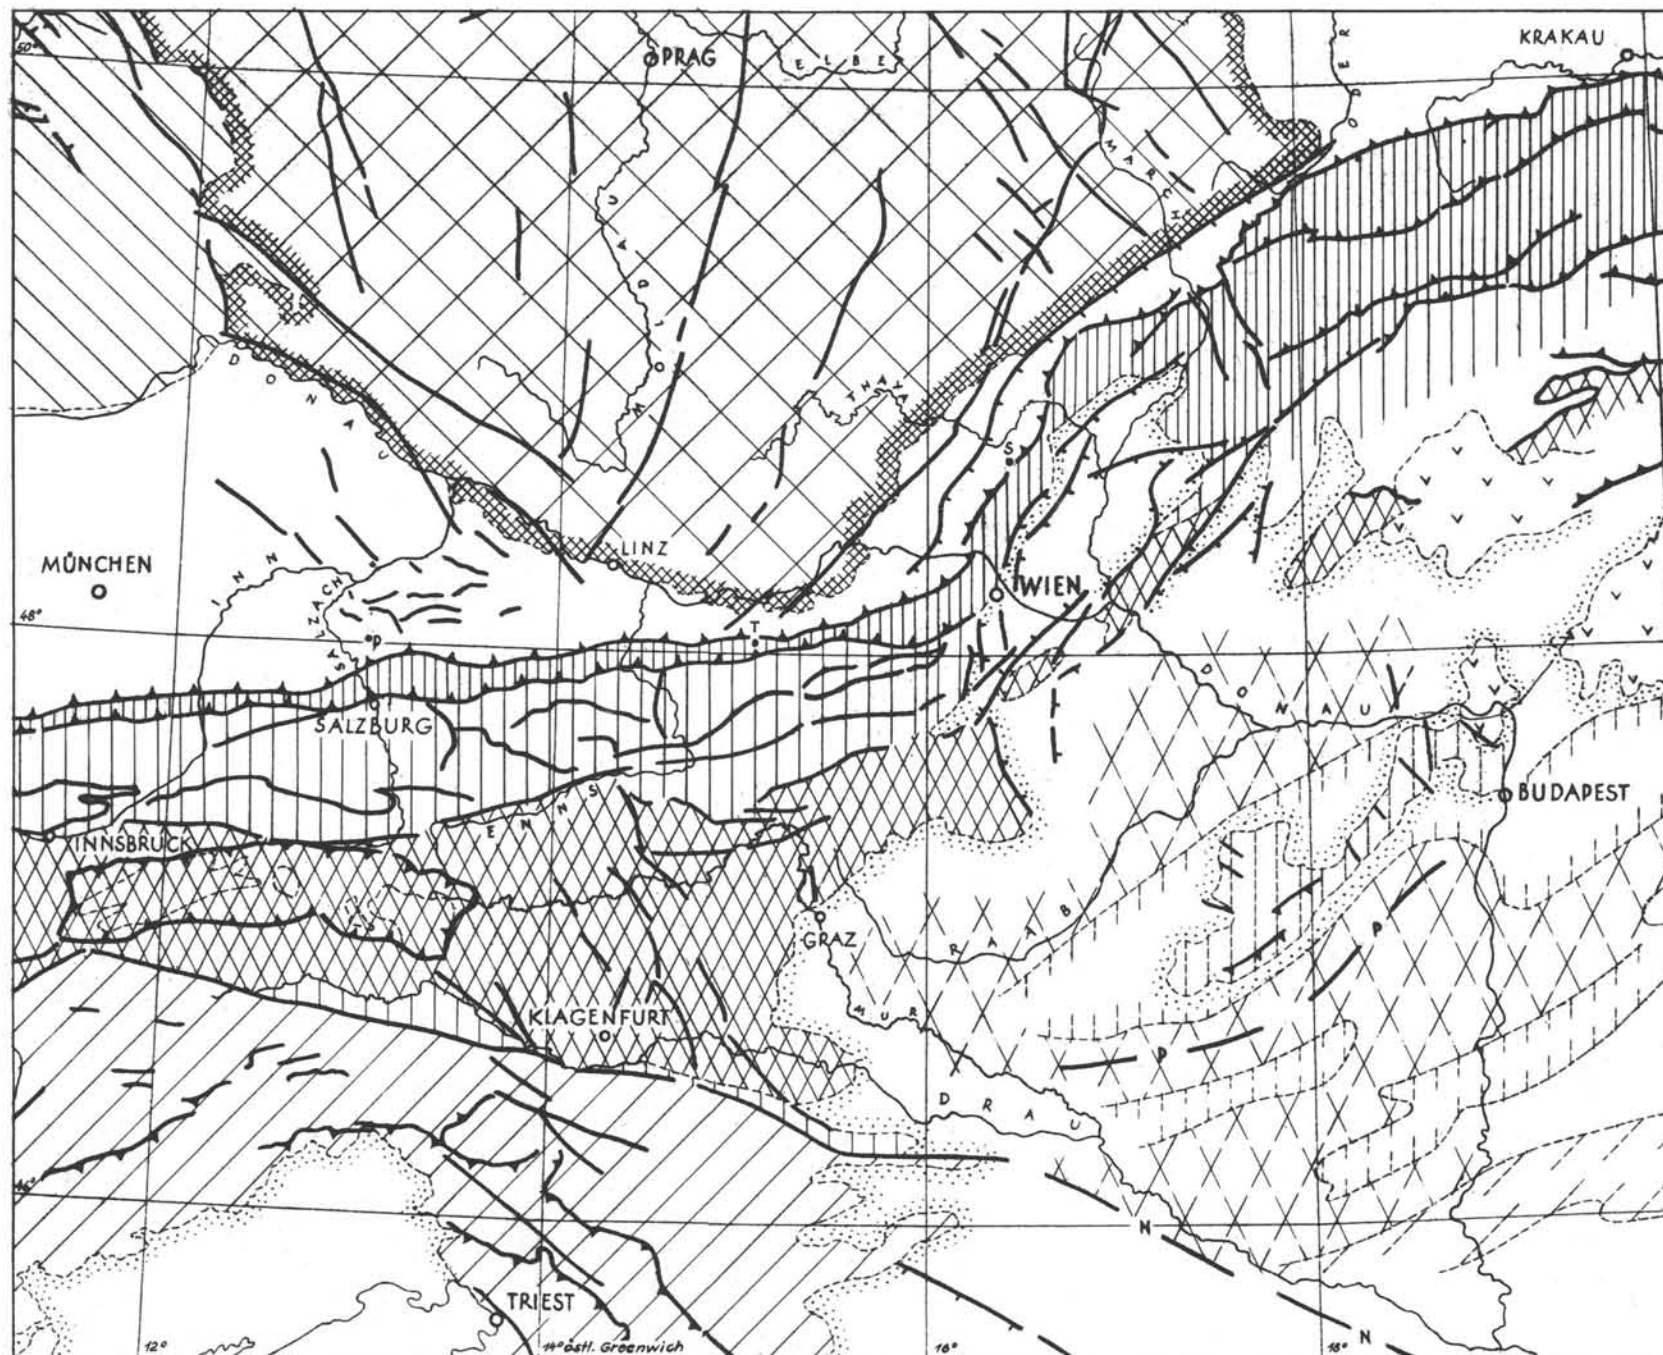 50°
PRAG
ELBE
ODER
KRAKAU
MARCH
MOLDAU
DONAU
THAYA
S
MÜNCHEN
INN
SALZACH
LINZ
WIEN
48°
P
T
SALZBURG
DONAU
BUDAPEST
ENNS
INNSBRUCK
GRAZ
RAAB
P
KLAGENFURT
MUR
P
DRAU
46°
N
TRIEST
N
12°
14° östl. Greenwich
16°
18°